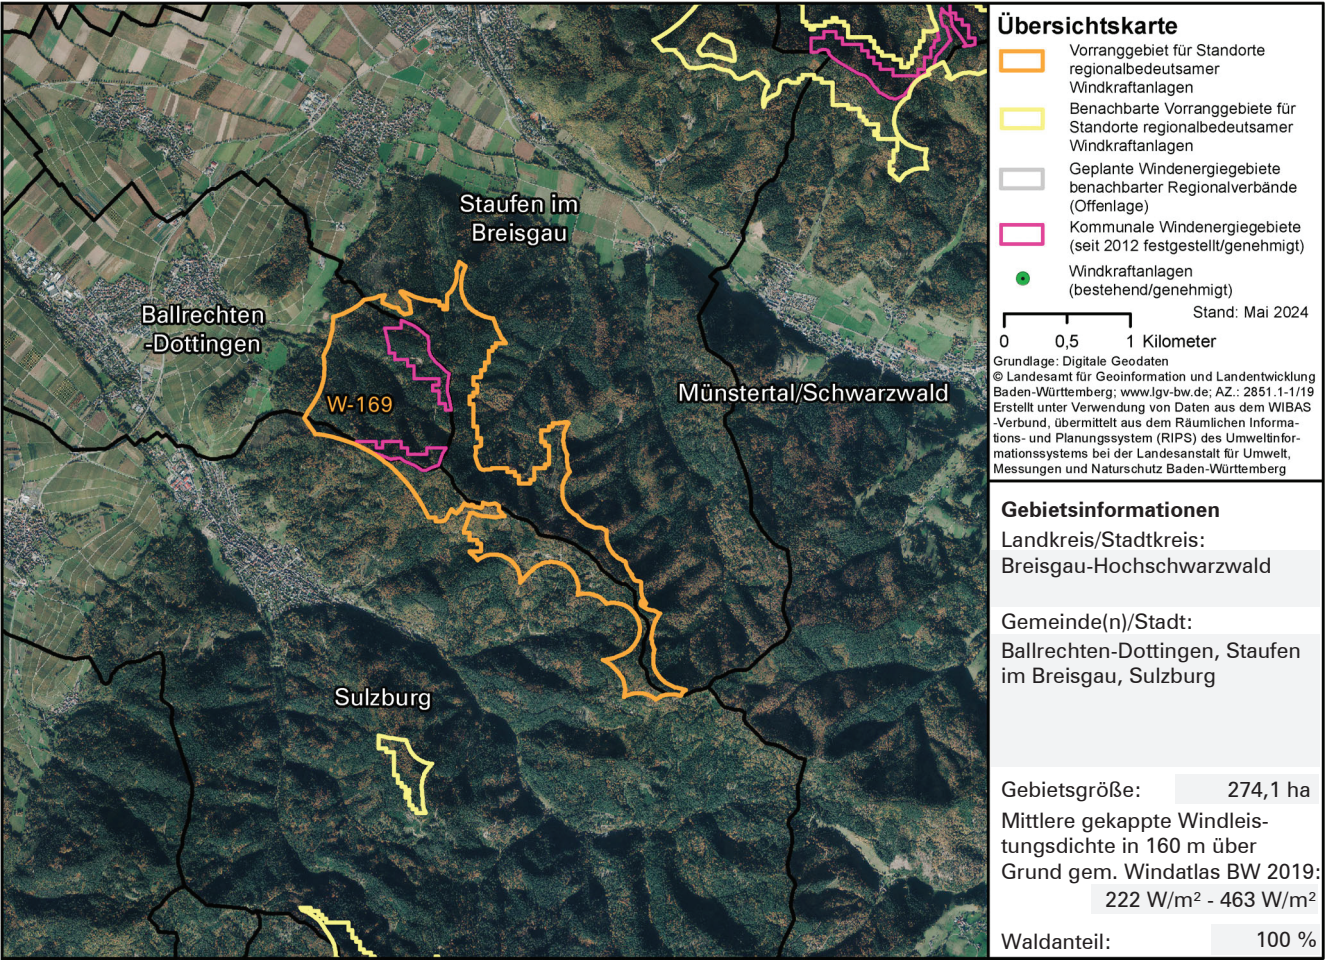 Staufen im
Breisgau
Ballrechten
-Dottingen
W-169
Münstertal/Schwarzwald
Sulzburg
Übersichtskarte
Vorranggebiet für Standorte
regionalbedeutsamer
Windkraftanlagen
Benachbarte Vorranggebiete für
Standorte regionalbedeutsamer
Windkraftanlagen
Geplante Windenergiegebiete
benachbarter Regionalverbände
(Offenlage)
Kommunale Windenergiegebiete
(seit 2012 festgestellt/genehmigt)
Windkraftanlagen
(bestehend/genehmigt)
Stand: Mai 2024
0 0,5 1 Kilometer
Grundlage: Digitale Geodaten
© Landesamt für Geoinformation und Landentwicklung
Baden-Württemberg; www.lgv-bw.de; AZ.: 2851.1-1/19
Erstellt unter Verwendung von Daten aus dem WIBAS
-Verbund, übermittelt aus dem Räumlichen Informa-
tions- und Planungssystem (RIPS) des Umweltinfor-
mationssystems bei der Landesanstalt für Umwelt,
Messungen und Naturschutz Baden-Württemberg
Gebietsinformationen
Landkreis/Stadtkreis:
Breisgau-Hochschwarzwald
Gemeinde(n)/Stadt:
Ballrechten-Dottingen, Staufen
im Breisgau, Sulzburg
Gebietsgröße: 274,1 ha
Mittlere gekappte Windleis-
tungsdichte in 160 m über
Grund gem. Windatlas BW 2019:
222 W/m² - 463 W/m²
Waldanteil: 100 %